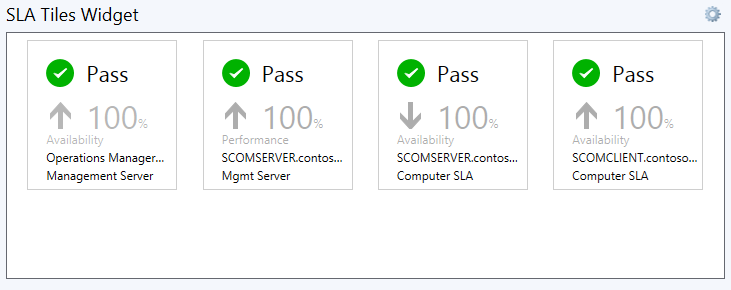 SLA Tiles Widget
Pass
100%
Availability
Operations Manager...
Management Server
Pass
100%
Performance
SCOMSERVER.contos...
Mgmt Server
Pass
100%
Availability
SCOMSERVER.contos...
Computer SLA
Pass
100%
Availability
SCOMCLIENT.contoso...
Computer SLA